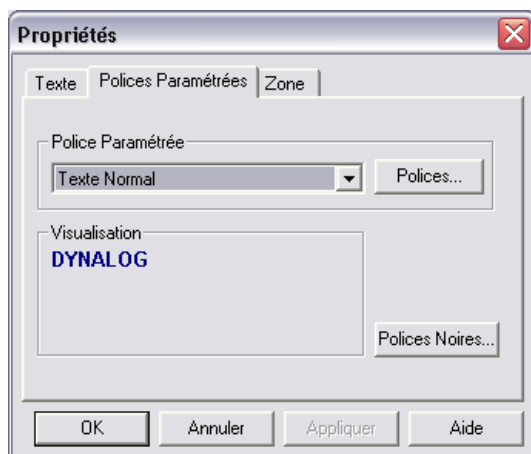 Propriétés
Texte Polices Paramétrées Zone
Police Paramétrée
Texte Normal Polices...
Visualisation
DYNALOG
Polices Noires...
OK Annuler Appliquer Aide